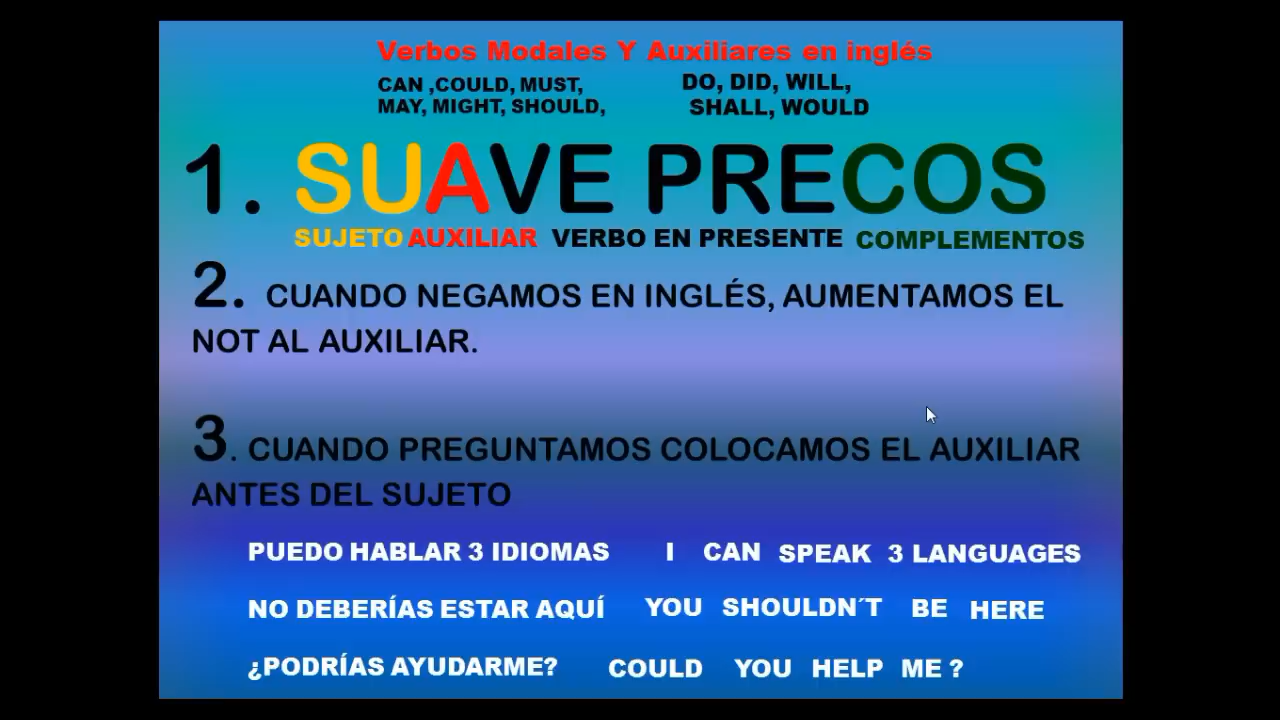 Verbos Modales Y Auxiliares en inglés
CAN ,COULD, MUST,
MAY, MIGHT, SHOULD,
DO, DID, WILL,
SHALL, WOULD
1. SUAVE PRECOS
SUJETO AUXILIAR VERBO EN PRESENTE COMPLEMENTOS
2. CUANDO NEGAMOS EN INGLÉS, AUMENTAMOS EL
NOT AL AUXILIAR.
3. CUANDO PREGUNTAMOS COLOCAMOS EL AUXILIAR
ANTES DEL SUJETO
PUEDO HABLAR 3 IDIOMAS I CAN SPEAK 3 LANGUAGES
NO DEBERÍAS ESTAR AQUÍ YOU SHOULDN´T BE HERE
¿PODRÍAS AYUDARME? COULD YOU HELP ME ?